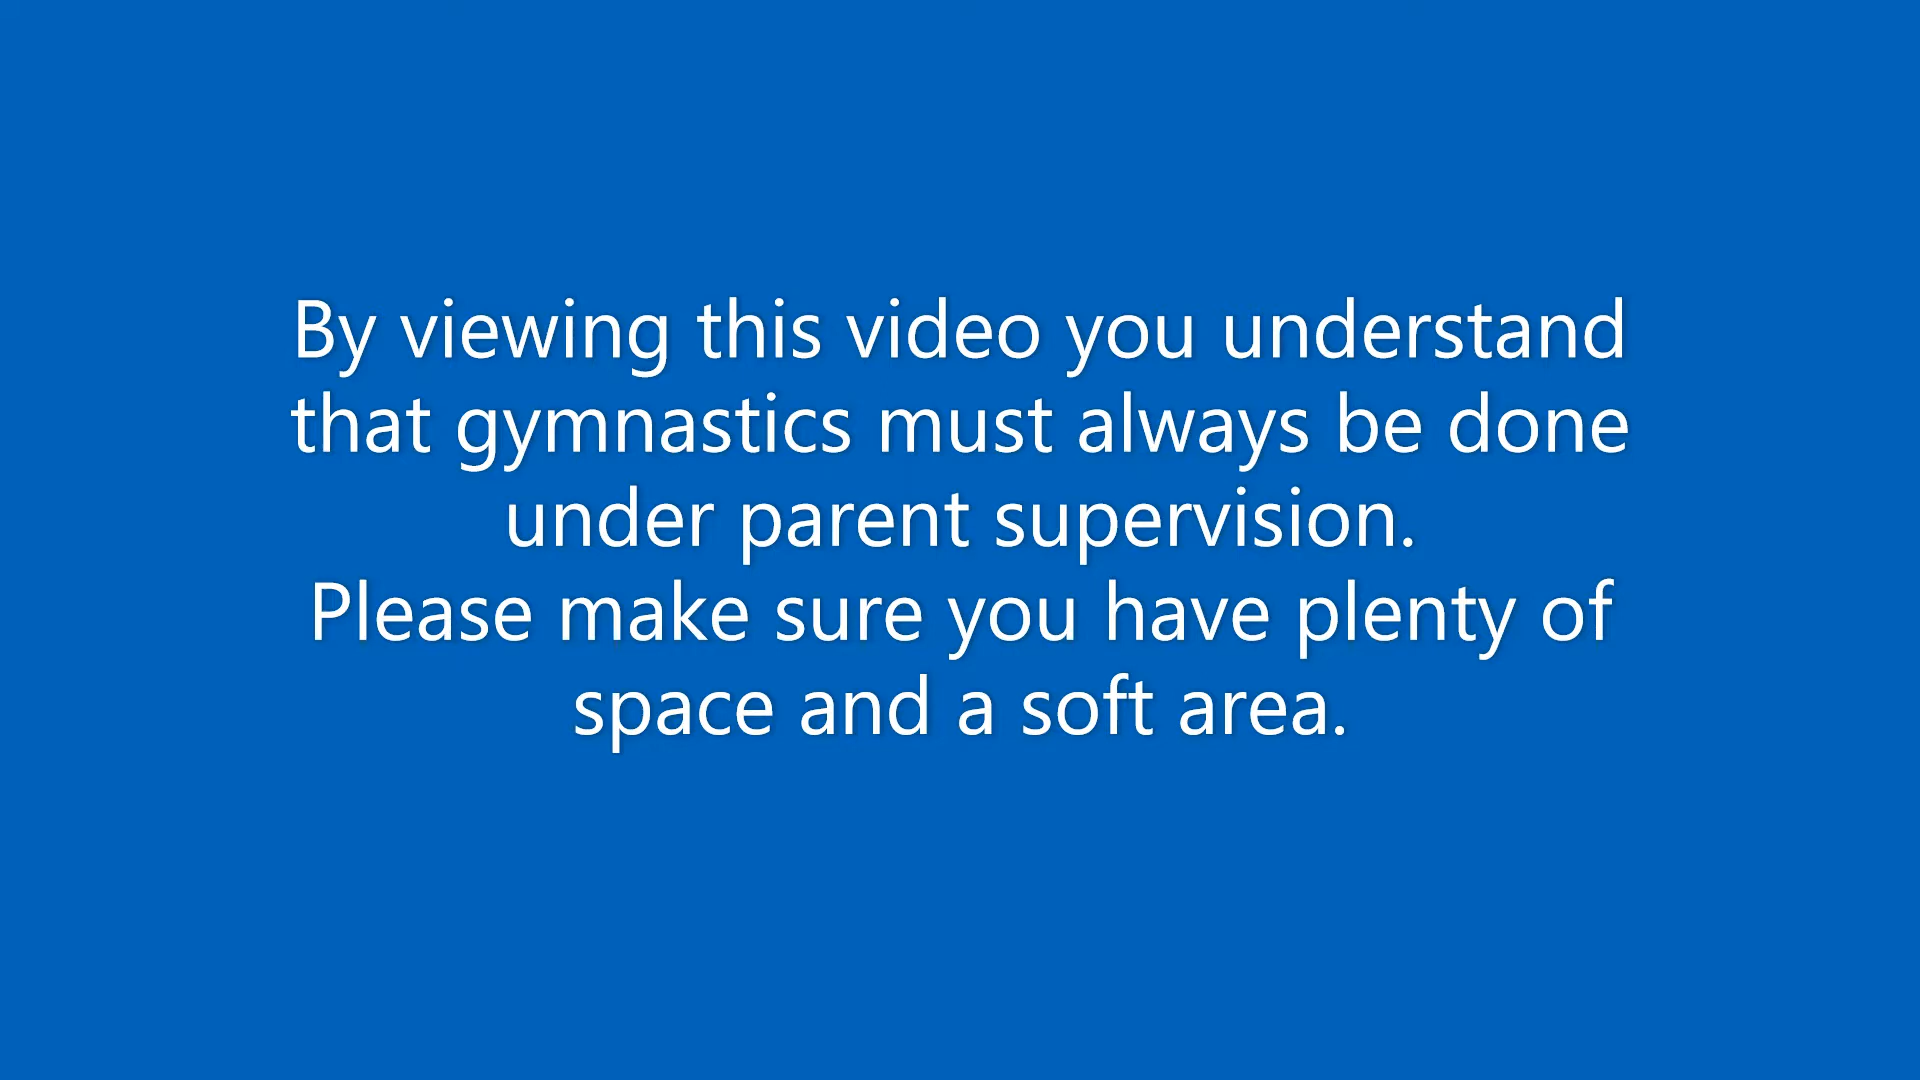 By viewing this video you understand
that gymnastics must always be done
under parent supervision.
Please make sure you have plenty of
space and a soft area.